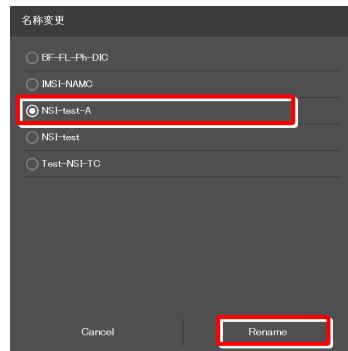 名称変更
BF-FL-Ph-DIC
IMSI-NAMC
NSI-test-A
NSI-test
Test-NSI-TC
Cancel
Rename